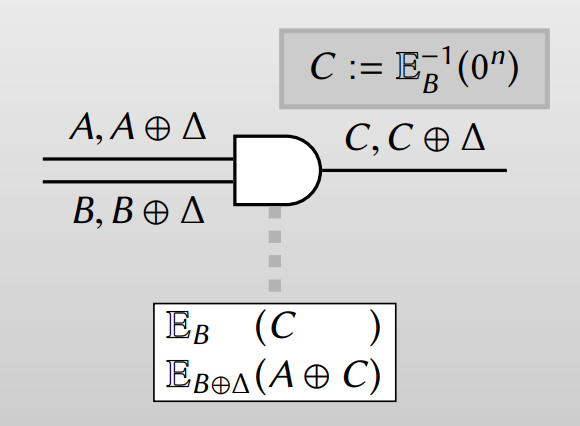 C := 𝔼_B^{-1}(0^n)
A, A ⊕ Δ
C, C ⊕ Δ
B, B ⊕ Δ
𝔼_B (C )
𝔼_{B⊕Δ}(A ⊕ C)